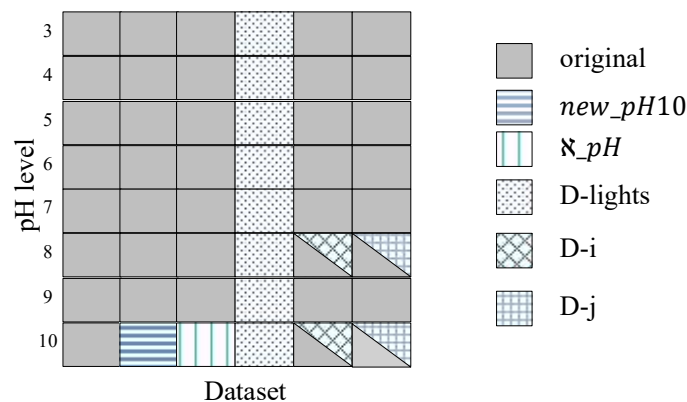 3
4
5
6
7
8
9
10
pH level
Dataset
original
new_pH10
ℵ_pH
D-lights
D-i
D-j